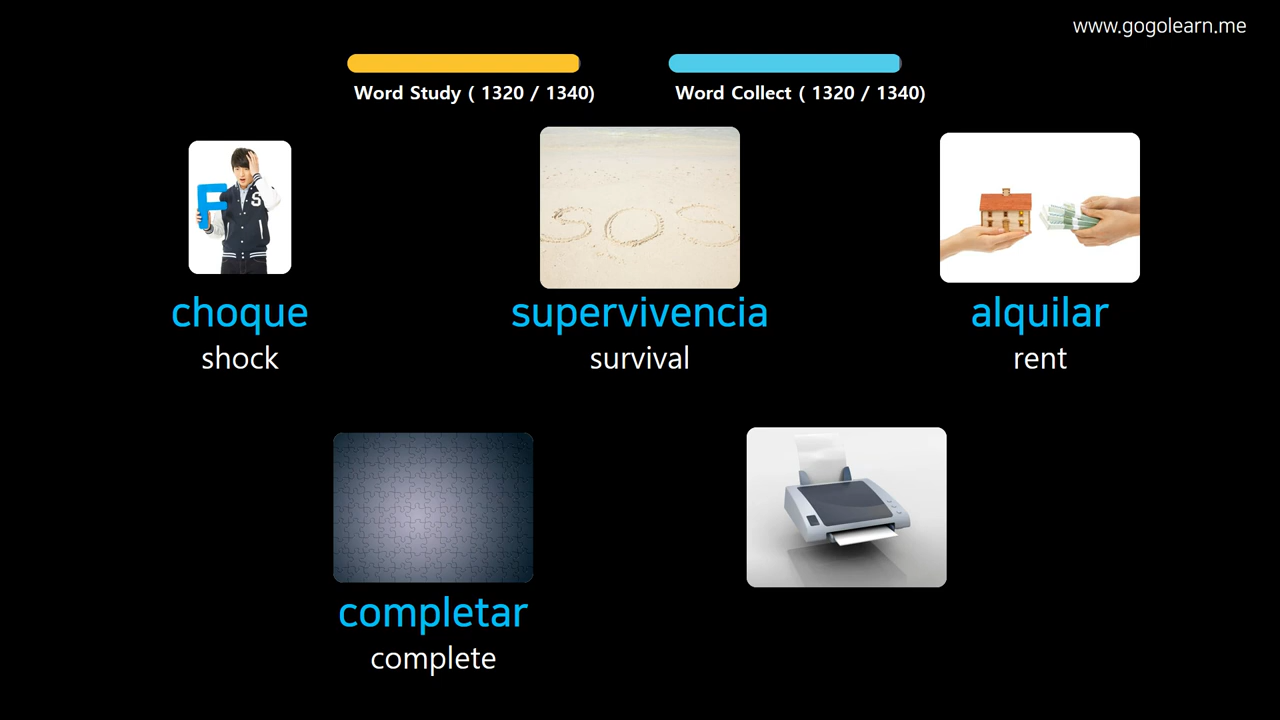 www.gogolearn.me
Word Study ( 1320 / 1340)
Word Collect ( 1320 / 1340)
F
S
SOS
choque
supervivencia
alquilar
shock
survival
rent
completar
complete